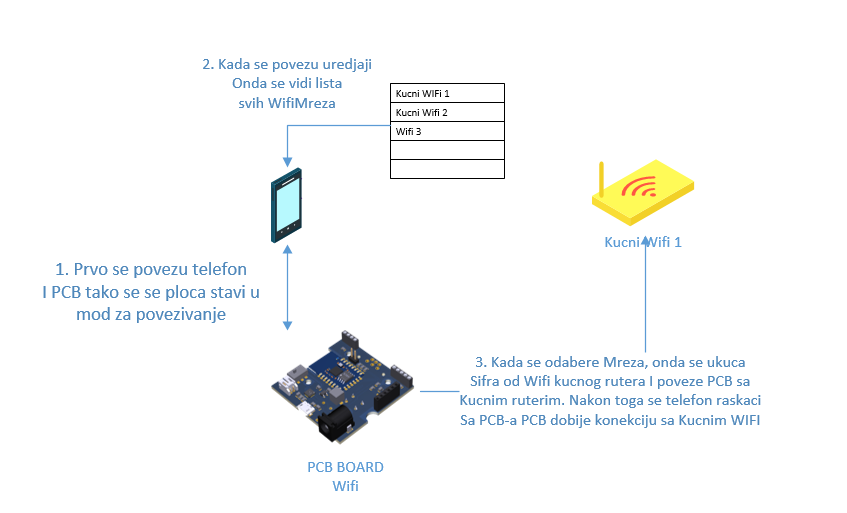 2. Kada se povezu uredjaji
Onda se vidi lista
svih WifiMreza
Kucni WIFi 1
Kucni Wifi 2
Wifi 3
Kucni Wifi 1
1. Prvo se povezu telefon
I PCB tako se se ploca stavi u
mod za povezivanje
3. Kada se odabere Mreza, onda se ukuca
Sifra od Wifi kucnog rutera I poveze PCB sa
Kucnim ruterim. Nakon toga se telefon raskaci
Sa PCB-a PCB dobije konekciju sa Kucnim WIFI
PCB BOARD
Wifi